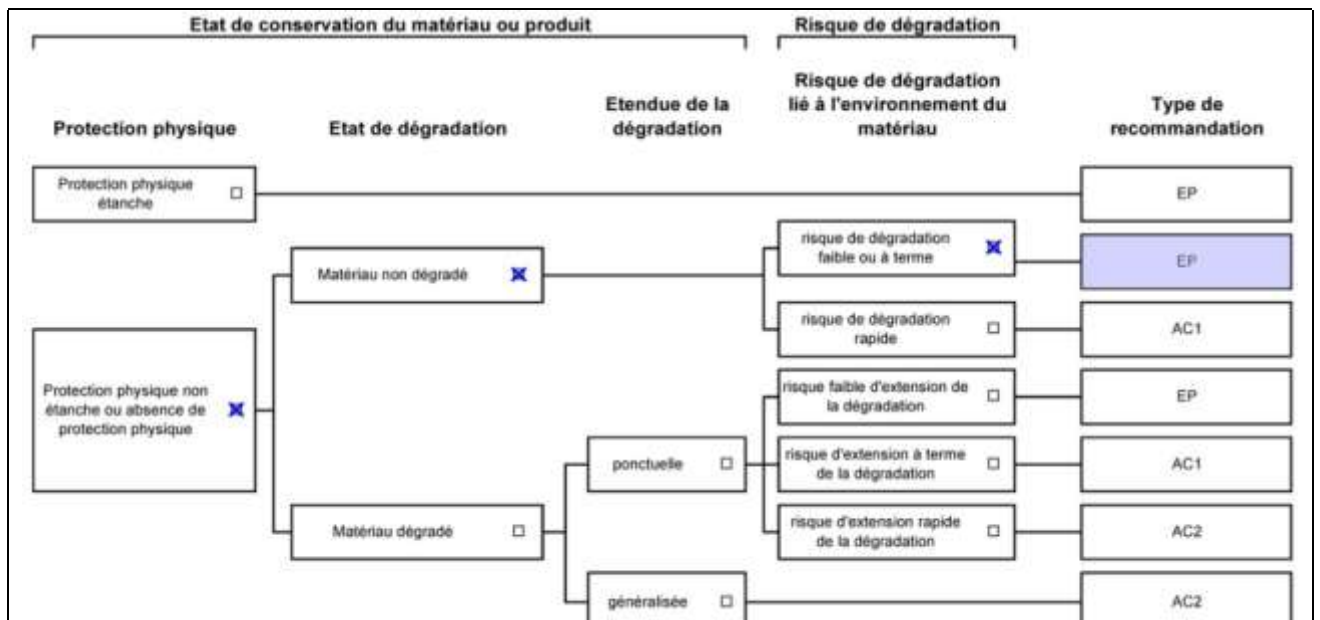 Etat de conservation du matériau ou produit
Risque de dégradation
Protection physique
Etat de dégradation
Etendue de la
dégradation
Risque de dégradation
lié à l'environnement du
matériau
Type de
recommandation
Protection physique
étanche
EP
Matériau non dégradé
risque de dégradation
faible ou à terme
EP
risque de dégradation
rapide
AC1
Protection physique non
étanche ou absence de
protection physique
Matériau dégradé
ponctuelle
risque faible d'extension de
la dégradation
EP
risque d'extension à terme
de la dégradation
AC1
risque d'extension rapide
de la dégradation
AC2
généralisée
AC2